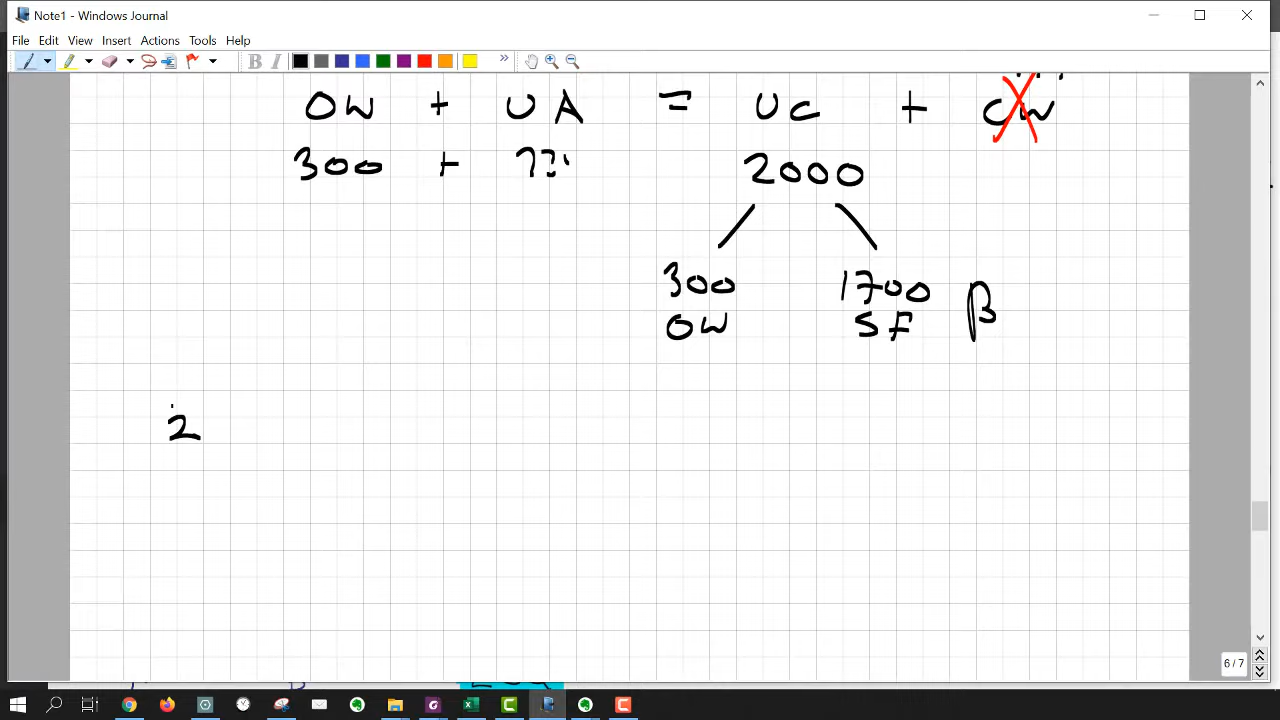 Note1 - Windows Journal
File Edit View Insert Actions Tools Help
B I
OW + UA = UC + CW
300 + ??? 2000
300 1700 β
OW SF
2
6 / 7